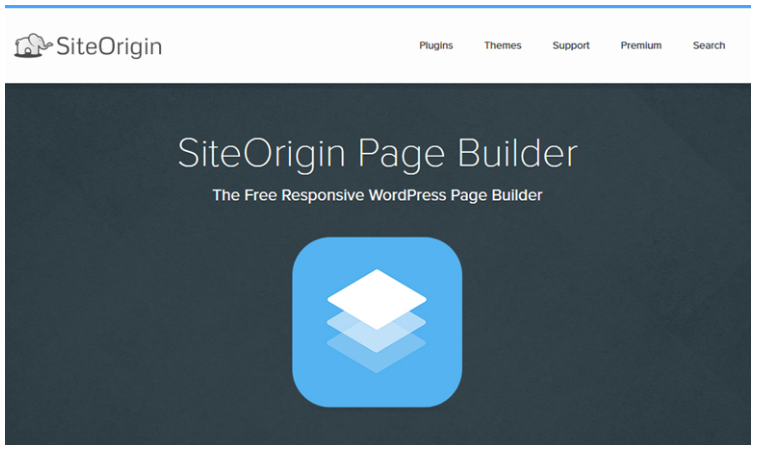 SiteOrigin
Plugins Themes Support Premium Search
SiteOrigin Page Builder
The Free Responsive WordPress Page Builder